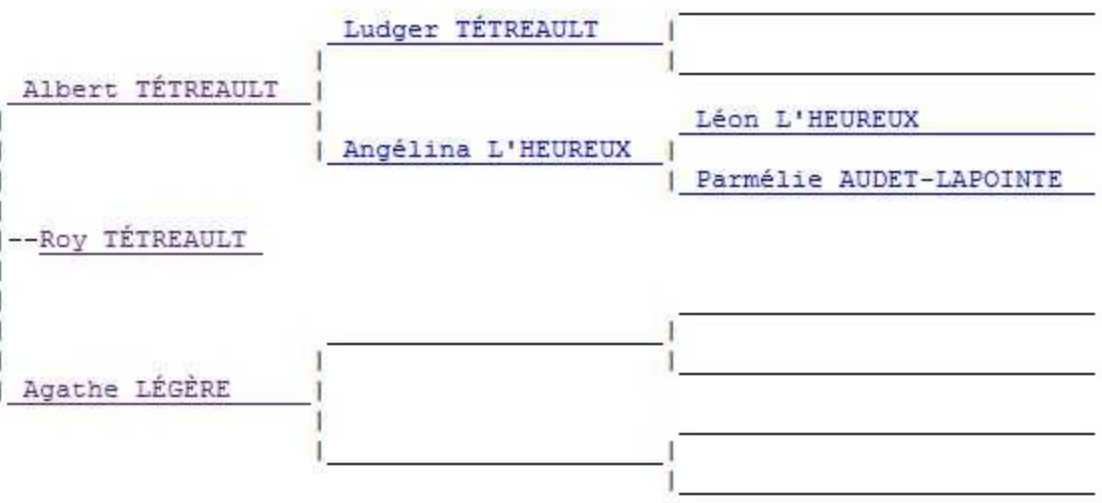 Ludger TÉTREAULT
Albert TÉTREAULT
Léon L'HEUREUX
Angélina L'HEUREUX
Parmélie AUDET-LAPOINTE
--Roy TÉTREAULT
Agathe LÉGÈRE